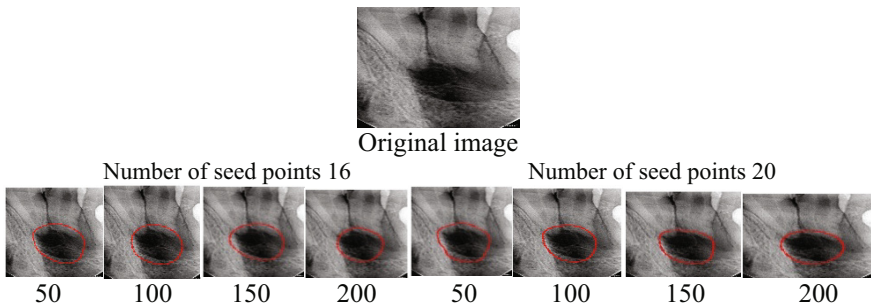 Original image
Number of seed points 16 Number of seed points 20
50 100 150 200 50 100 150 200